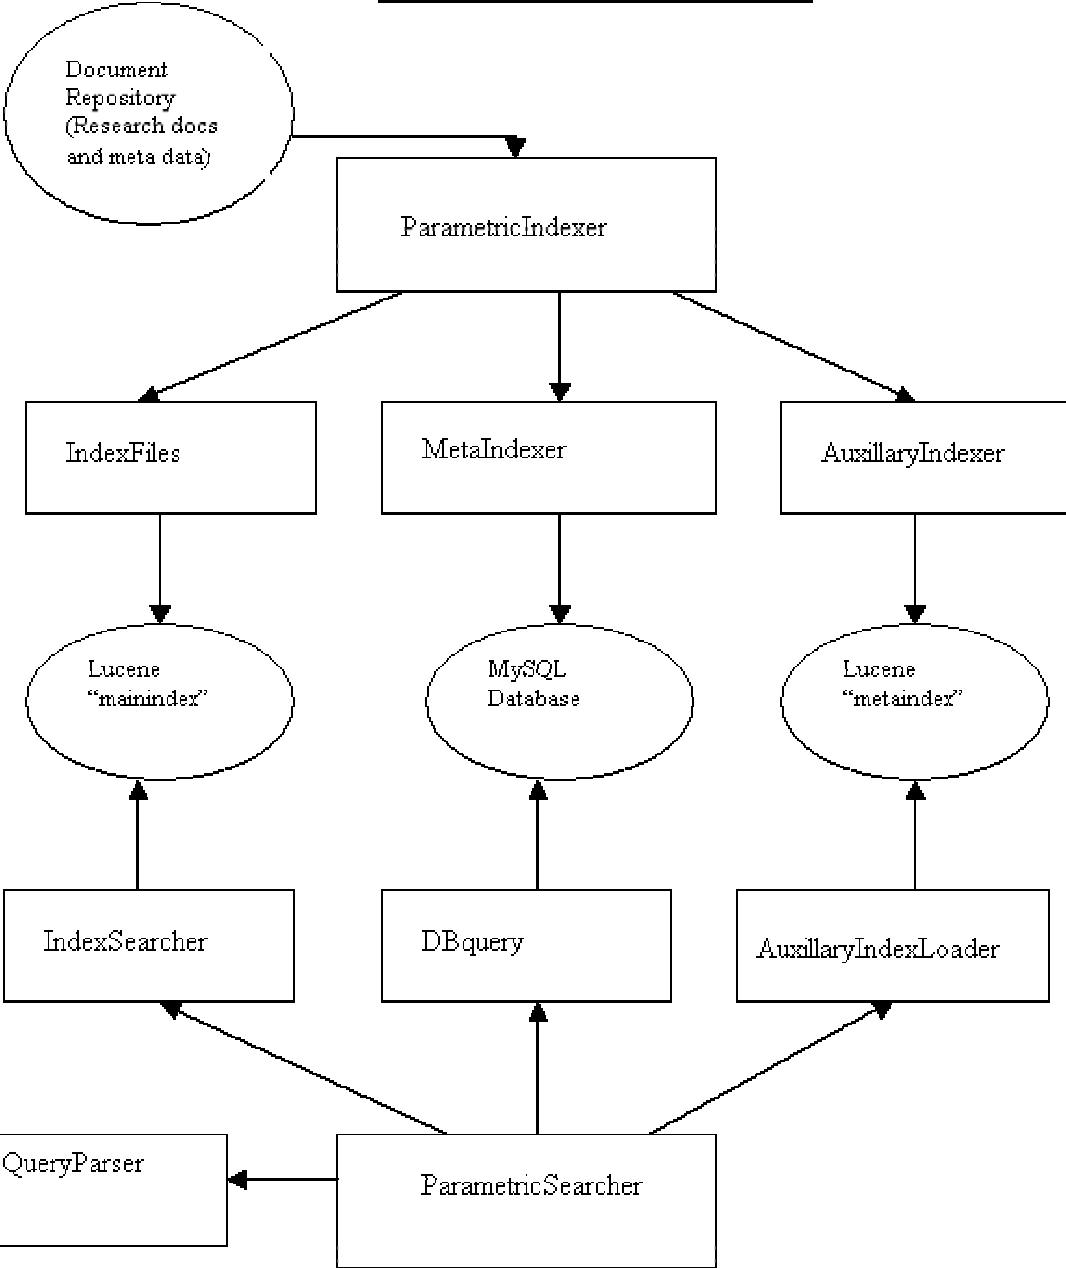 Document
Repository
(Research docs
and meta data)
ParametricIndexer
IndexFiles
MetaIndexer
AuxillaryIndexer
Lucene
“mainindex”
MySQL
Database
Lucene
“metaindex”
IndexSearcher
DBquery
AuxillaryIndexLoader
QueryParser
ParametricSearcher